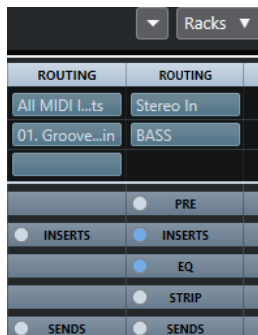 Racks
ROUTING ROUTING
All MIDI I...ts Stereo In
01. Groove...in BASS
PRE
INSERTS INSERTS
EQ
STRIP
SENDS SENDS